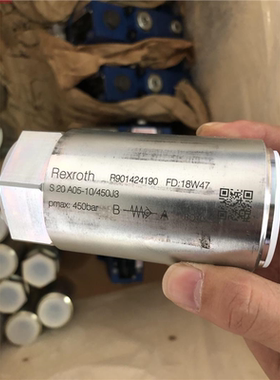 Rexroth R901424190 FD:18W47
S 20 A05-10/450J3
pmax: 450bar B A